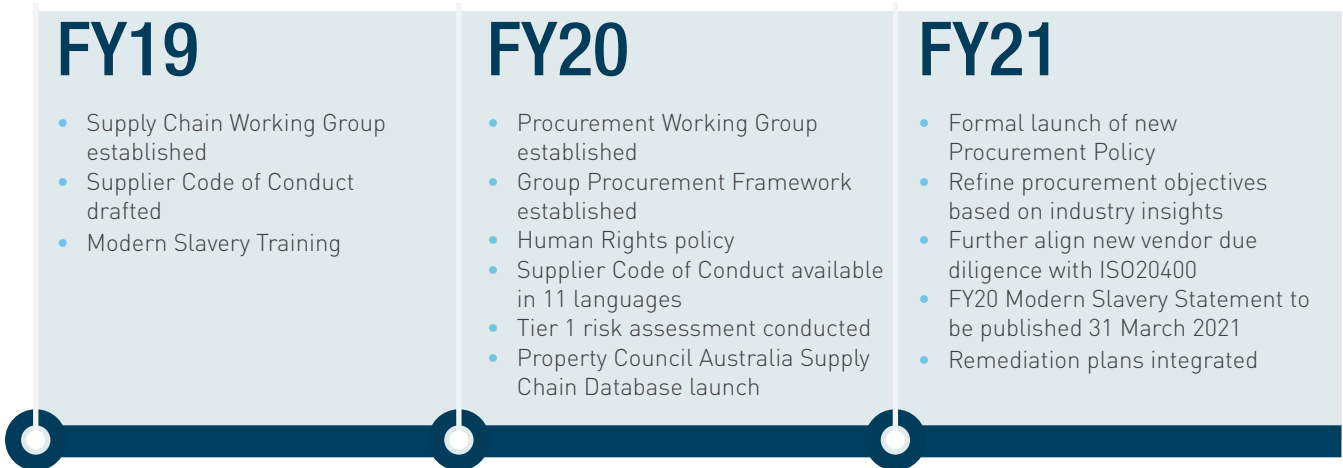 FY19
• Supply Chain Working Group
established
• Supplier Code of Conduct
drafted
• Modern Slavery Training
FY20
• Procurement Working Group
established
• Group Procurement Framework
established
• Human Rights policy
• Supplier Code of Conduct available
in 11 languages
• Tier 1 risk assessment conducted
• Property Council Australia Supply
Chain Database launch
FY21
• Formal launch of new
Procurement Policy
• Refine procurement objectives
based on industry insights
• Further align new vendor due
diligence with ISO20400
• FY20 Modern Slavery Statement to
be published 31 March 2021
• Remediation plans integrated